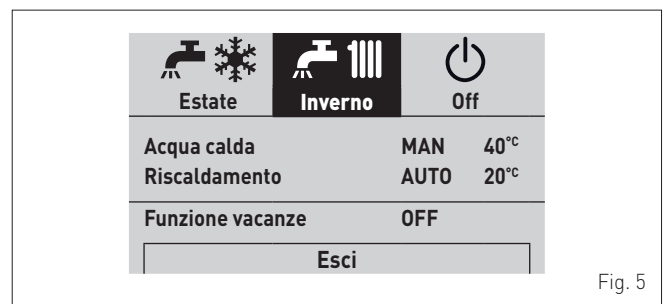 Estate Inverno Off
Acqua calda MAN 40°C
Riscaldamento AUTO 20°C
Funzione vacanze OFF
Esci
Fig. 5